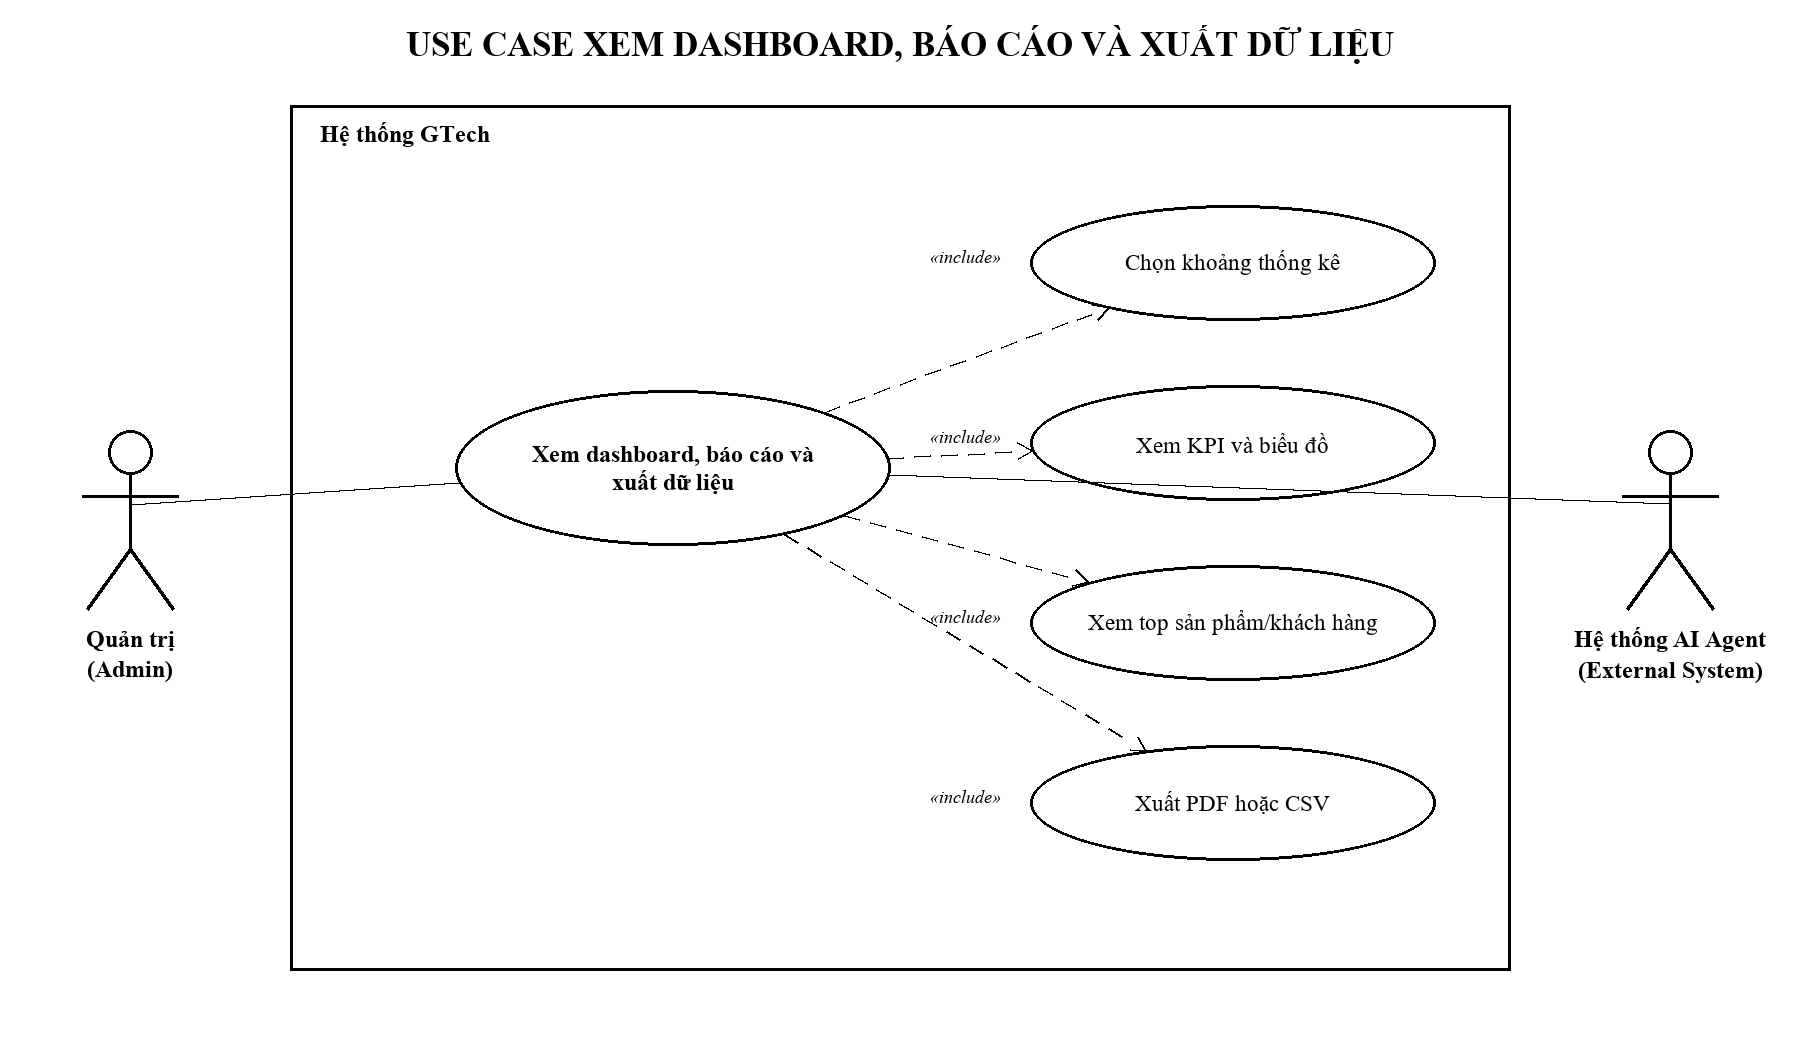 USE CASE XEM DASHBOARD, BÁO CÁO VÀ XUẤT DỮ LIỆU
Hệ thống GTech
«include»
Chọn khoảng thống kê
«include»
Xem KPI và biểu đồ
Xem dashboard, báo cáo và
xuất dữ liệu
«include»
Xem top sản phẩm/khách hàng
Quản trị
(Admin)
Hệ thống AI Agent
(External System)
«include»
Xuất PDF hoặc CSV